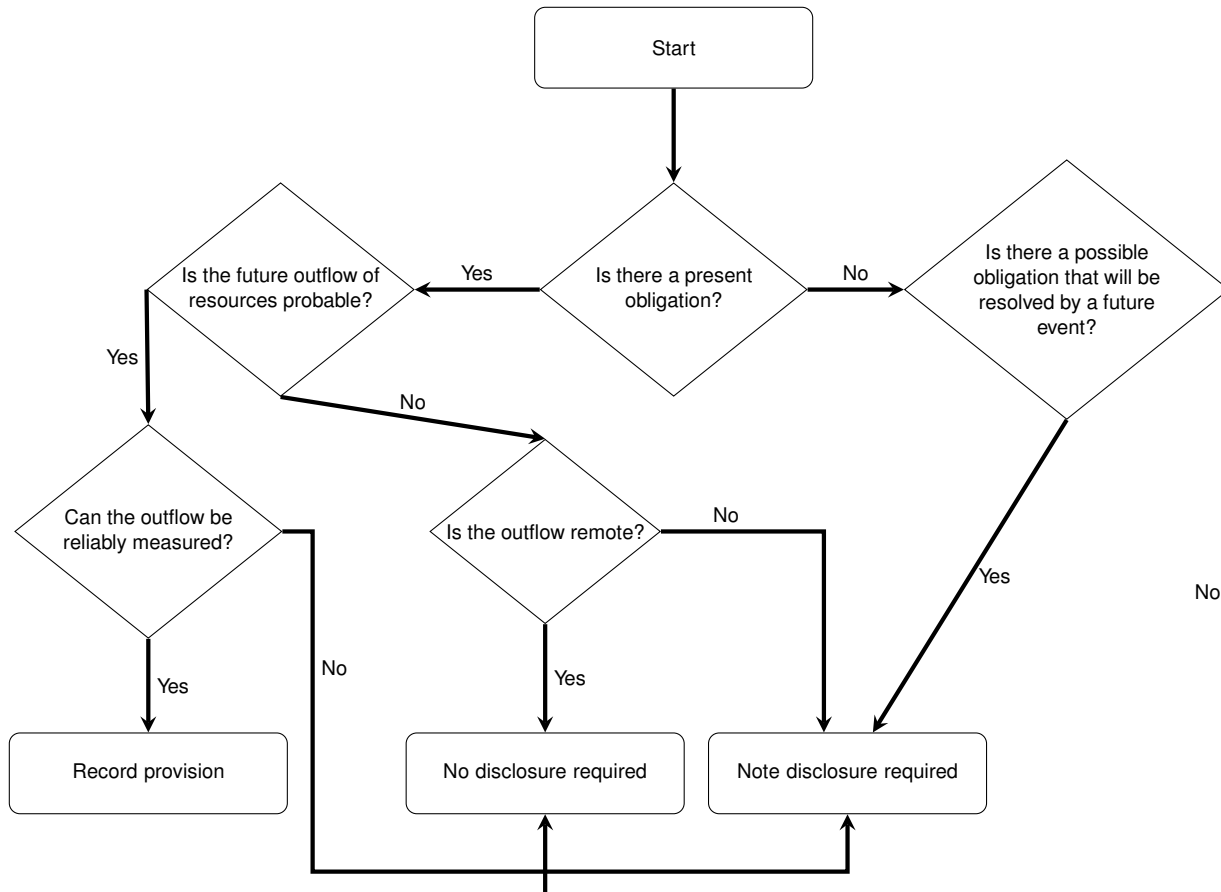 Start
Is the future outflow of
resources probable?
Yes
Is there a present
obligation?
No
Is there a possible
obligation that will be
resolved by a future
event?
Yes
No
Can the outflow be
reliably measured?
Is the outflow remote?
No
Yes
No
No
Yes
Yes
Record provision
No disclosure required
Note disclosure required